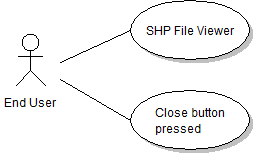 SHP File Viewer
End User
Close button
pressed